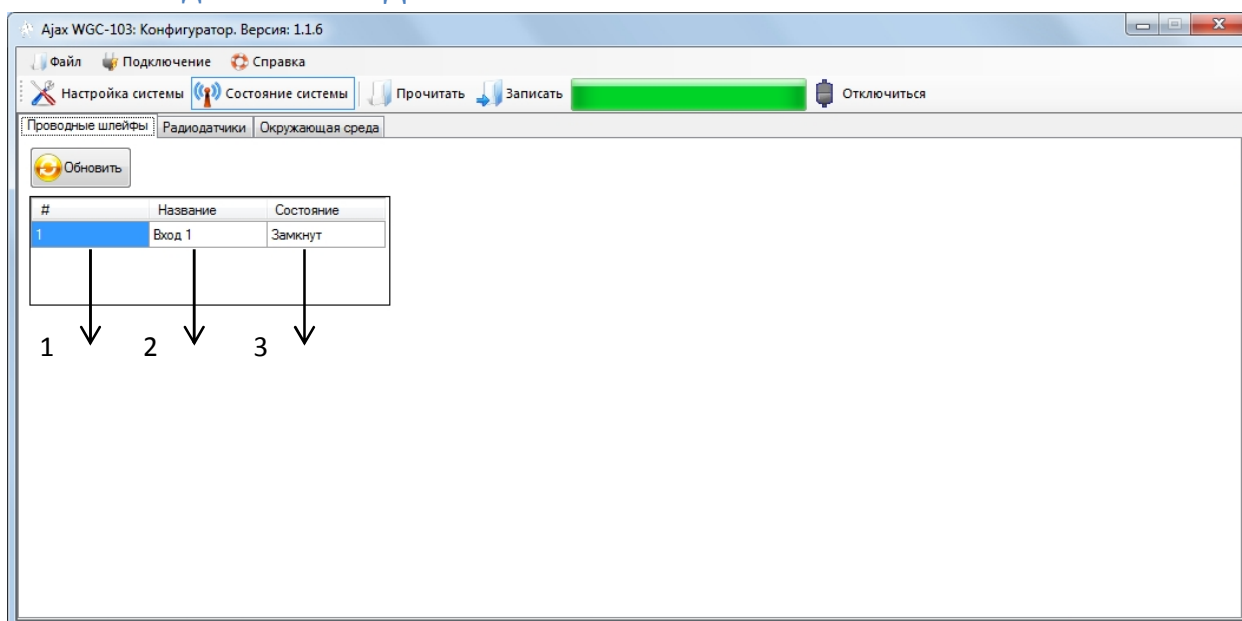 Ajax WGC-103: Конфигуратор. Версия: 1.1.6
Файл Подключение Справка
Настройка системы Состояние системы Прочитать Записать Отключиться
Проводные шлейфы Радиодатчики Окружающая среда
Обновить
# Название Состояние
1 Вход 1 Замкнут
1 2 3